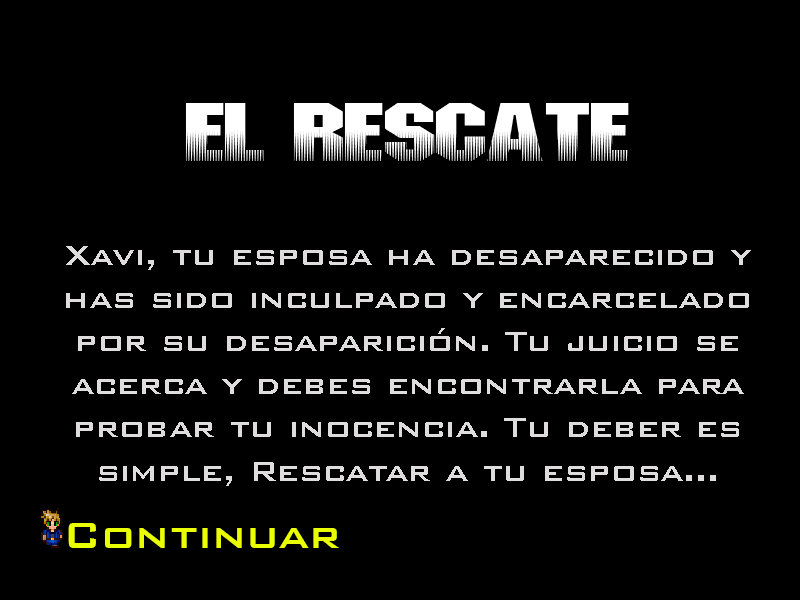 EL RESCATE
Xavi, tu esposa ha desaparecido y
has sido inculpado y encarcelado
por su desaparición. Tu juicio se
acerca y debes encontrarla para
probar tu inocencia. Tu deber es
simple, Rescatar a tu esposa...
Continuar